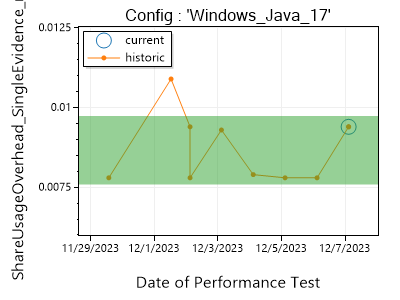 Config : 'Windows_Java_17'
0.0125
0.01
0.0075
current
historic
11/29/2023
12/1/2023
12/3/2023
12/5/2023
12/7/2023
Date of Performance Test
ShareUsageOverhead_SingleEvidence_